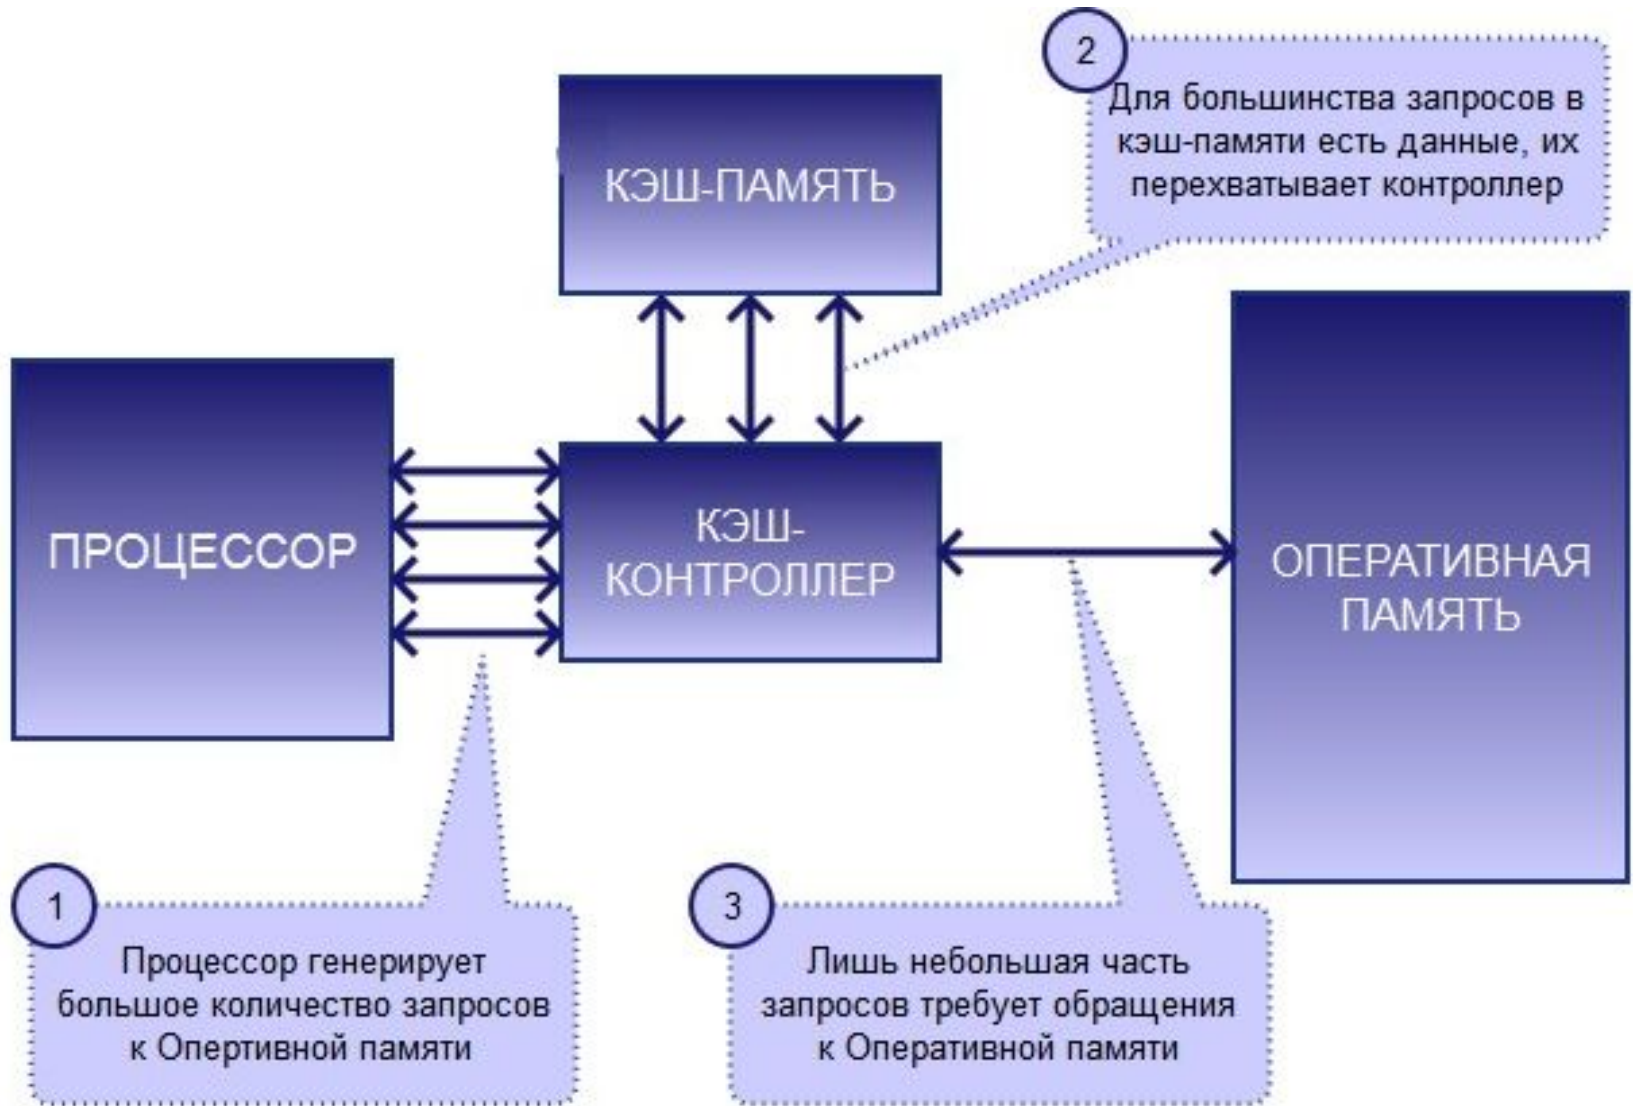 2
Для большинства запросов в
кэш-памяти есть данные, их
перехватывает контроллер
КЭШ-ПАМЯТЬ
ПРОЦЕССОР
КЭШ-
КОНТРОЛЛЕР
ОПЕРАТИВНАЯ
ПАМЯТЬ
1
Процессор генерирует
большое количество запросов
к Опертивной памяти
3
Лишь небольшая часть
запросов требует обращения
к Оперативной памяти